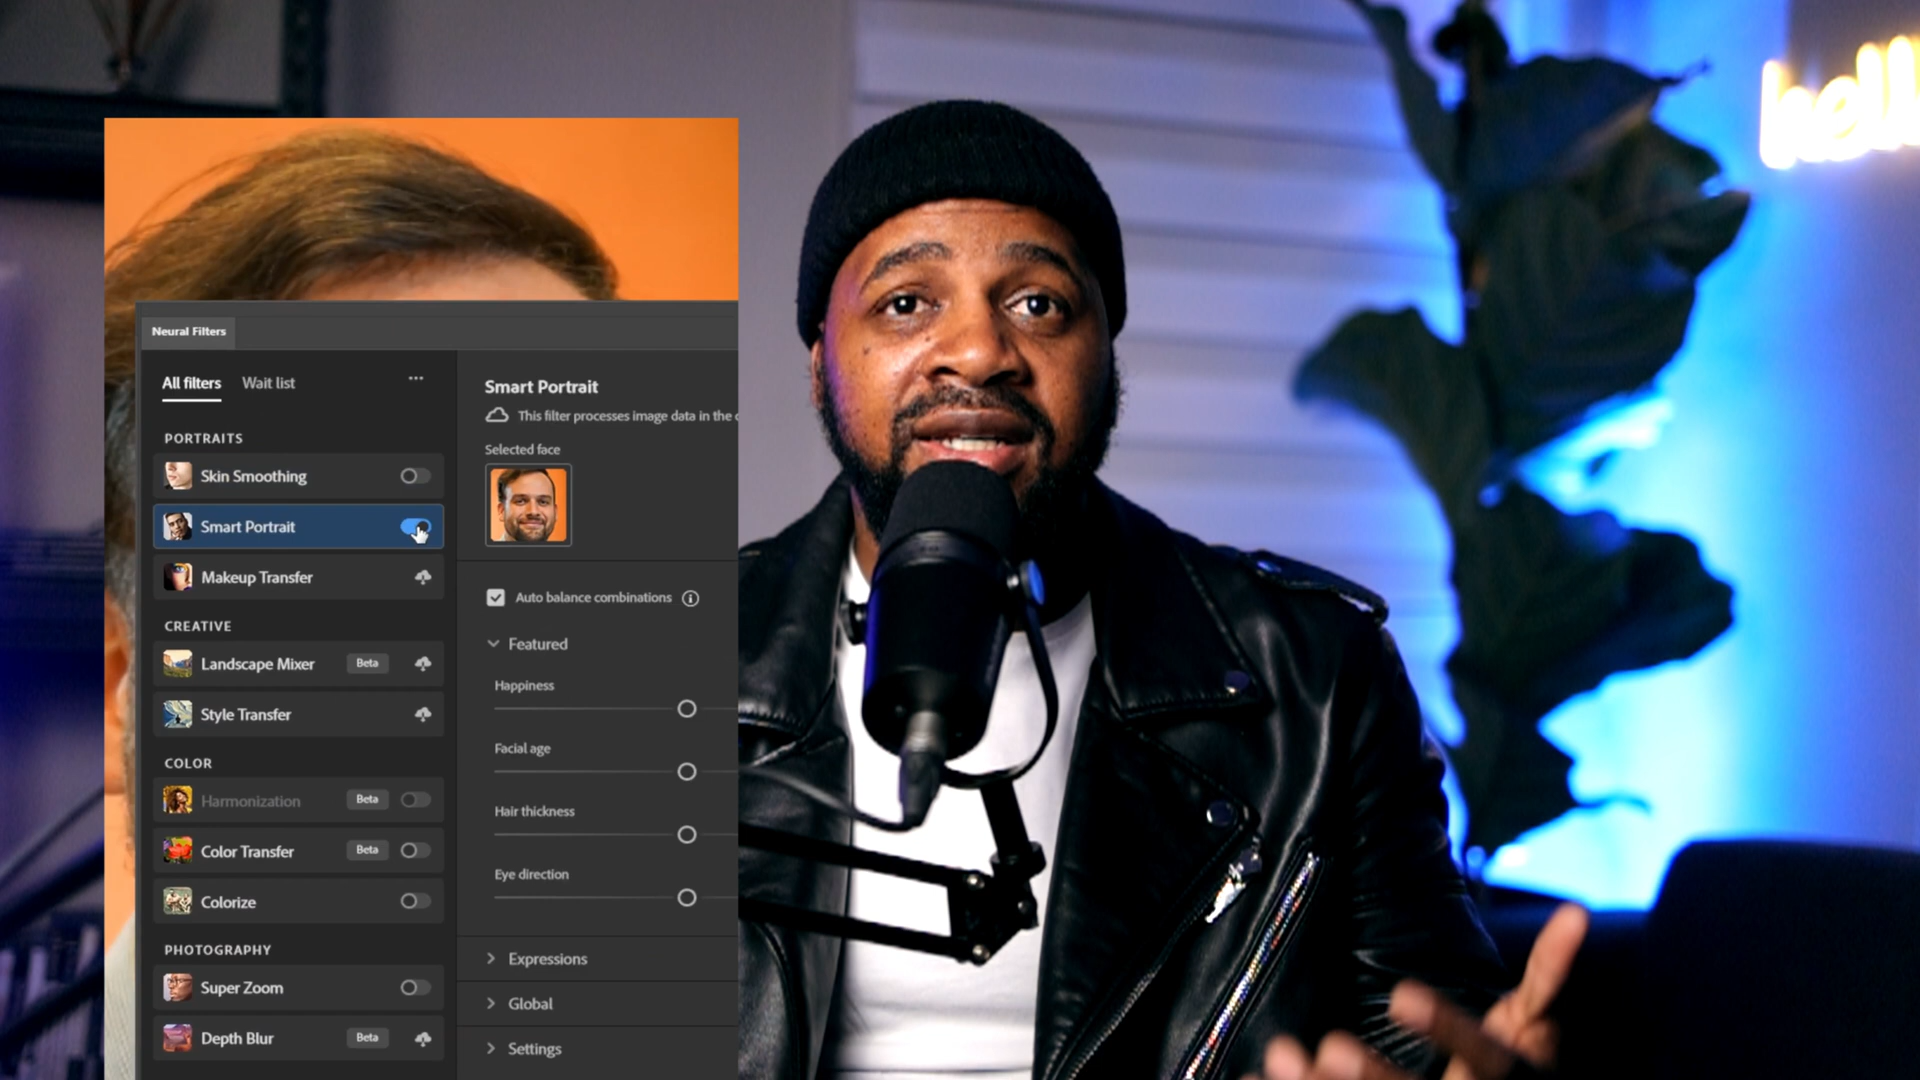 hell
Neural Filters
All filters
Wait list
PORTRAITS
Skin Smoothing
Smart Portrait
Makeup Transfer
CREATIVE
Landscape Mixer
Beta
Style Transfer
COLOR
Harmonization
Beta
Color Transfer
Beta
Colorize
PHOTOGRAPHY
Super Zoom
Depth Blur
Beta
Smart Portrait
This filter processes image data in the
Selected face
Auto balance combinations
Featured
Happiness
Facial age
Hair thickness
Eye direction
Expressions
Global
Settings